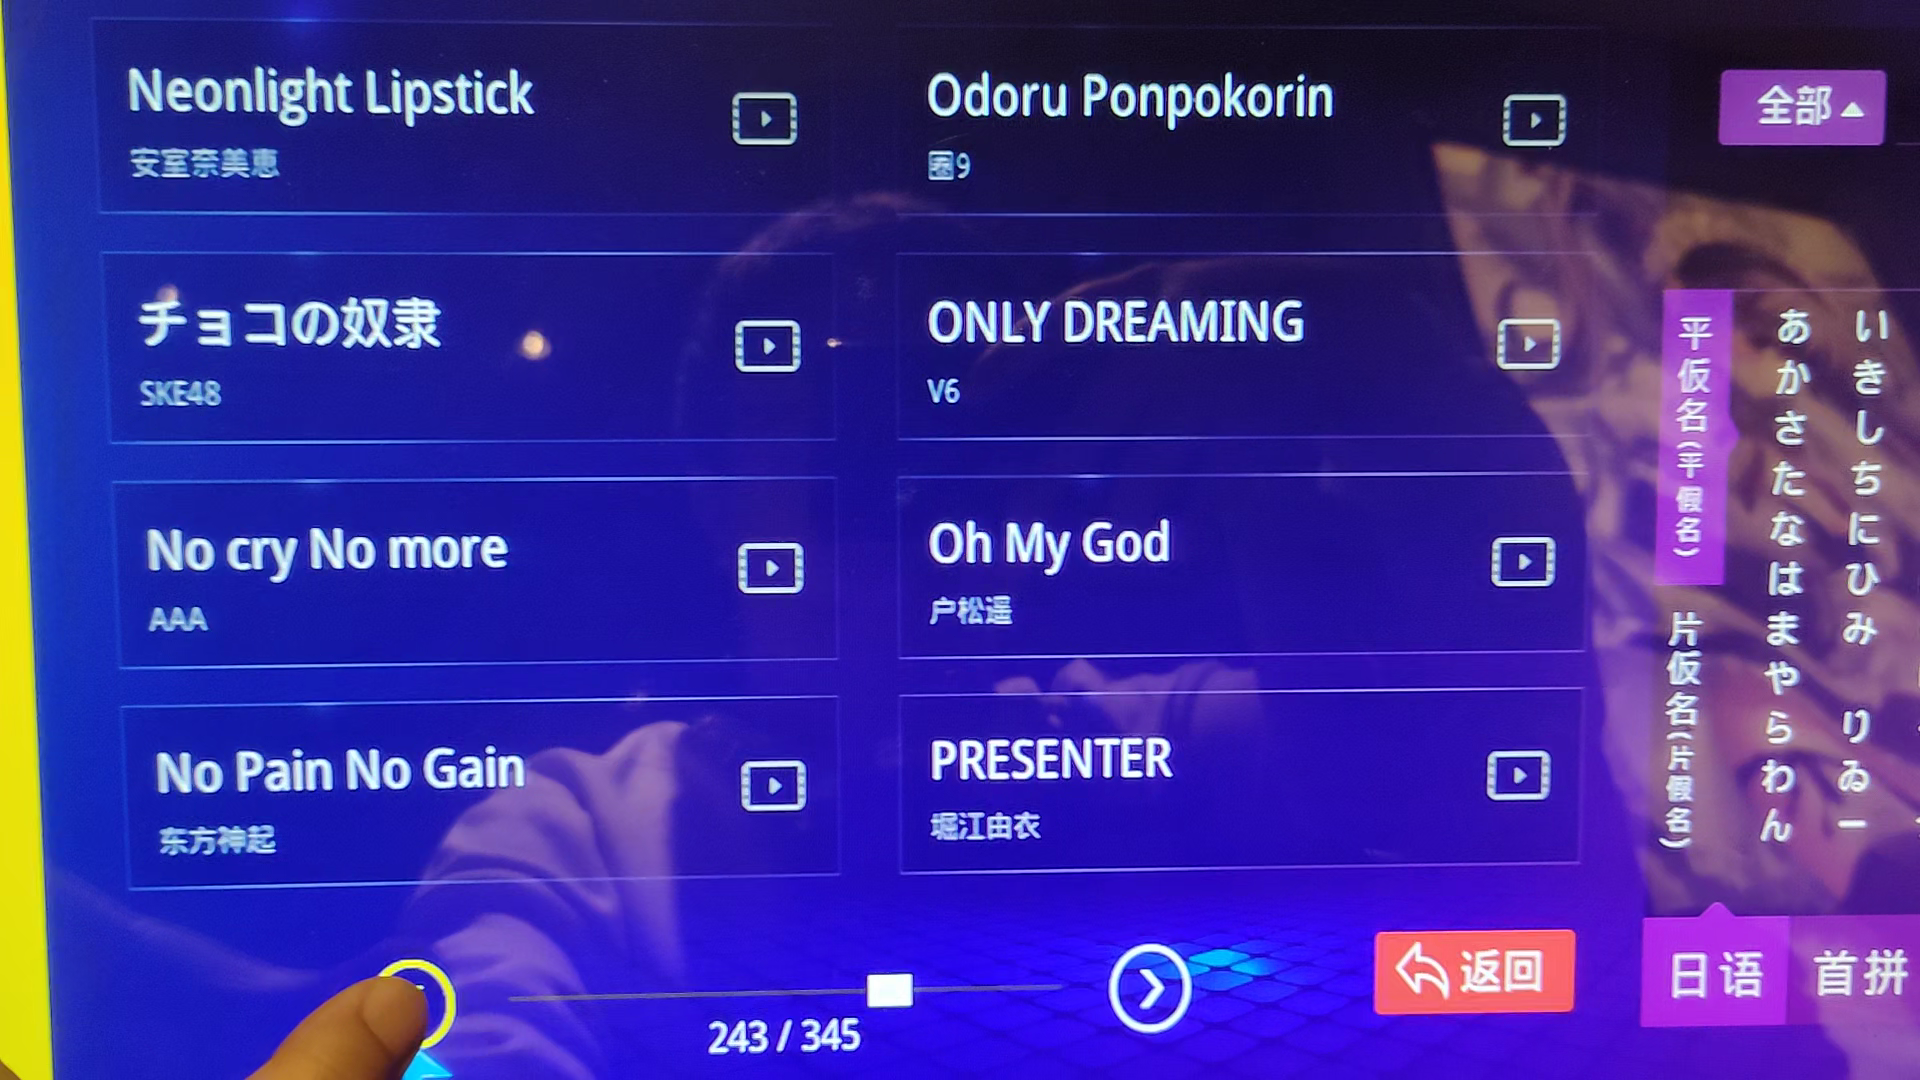 Neonlight Lipstick
安室奈美恵
Odoru Ponpokorin
圈9
チョコの奴隶
SKE48
ONLY DREAMING
V6
No cry No more
AAA
Oh My God
户松遥
No Pain No Gain
东方神起
PRESENTER
堀江由衣
243 / 345
返回
全部
平仮名(平假名)
片仮名(片假名)
あかさたなはまやらわん
いきしちにひみ りゐー
日语
首拼